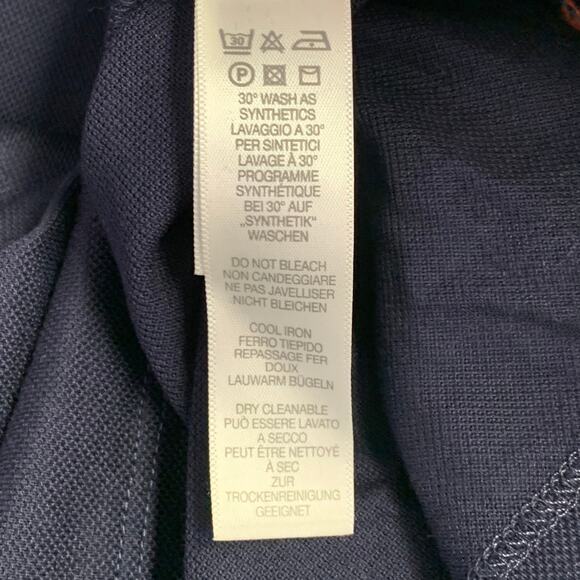 30
P
30° WASH AS
SYNTHETICS
LAVAGGIO A 30°
PER SINTETICI
LAVAGE À 30°
PROGRAMME
SYNTHÉTIQUE
BEI 30° AUF
„SYNTHETIK“
WASCHEN
DO NOT BLEACH
NON CANDEGGIARE
NE PAS JAVELLISER
NICHT BLEICHEN
COOL IRON
FERRO TIEPIDO
REPASSAGE FER
DOUX
LAUWARM BÜGELN
DRY CLEANABLE
PUÒ ESSERE LAVATO
A SECCO
PEUT ÊTRE NETTOYÉ
À SEC
ZUR
TROCKENREINIGUNG
GEEIGNET